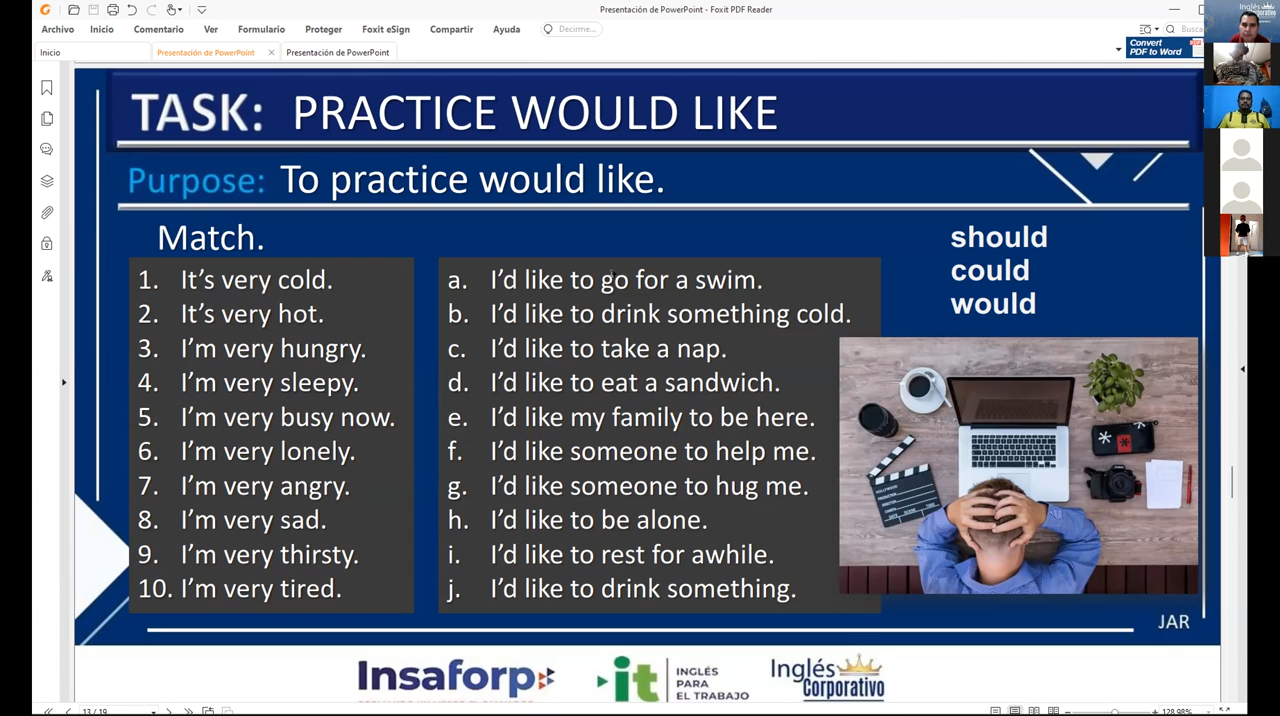 Presentación de PowerPoint - Foxit PDF Reader
Archivo Inicio Comentario Ver Formulario Proteger Foxit eSign Compartir Ayuda Decirme... Busca
Inicio Presentación de PowerPoint Presentación de PowerPoint
Convert
PDF to Word
Inglés
Corporativo
TASK: PRACTICE WOULD LIKE
Purpose: To practice would like.
Match.
1. It's very cold.
2. It's very hot.
3. I'm very hungry.
4. I'm very sleepy.
5. I'm very busy now.
6. I'm very lonely.
7. I'm very angry.
8. I'm very sad.
9. I'm very thirsty.
10. I'm very tired.
a. I'd like to go for a swim.
b. I'd like to drink something cold.
c. I'd like to take a nap.
d. I'd like to eat a sandwich.
e. I'd like my family to be here.
f. I'd like someone to help me.
g. I'd like someone to hug me.
h. I'd like to be alone.
i. I'd like to rest for awhile.
j. I'd like to drink something.
should
could
would
JAR
Insaforp
it INGLÉS
PARA
EL TRABAJO
Inglés
Corporativo
13 / 19
128.98%